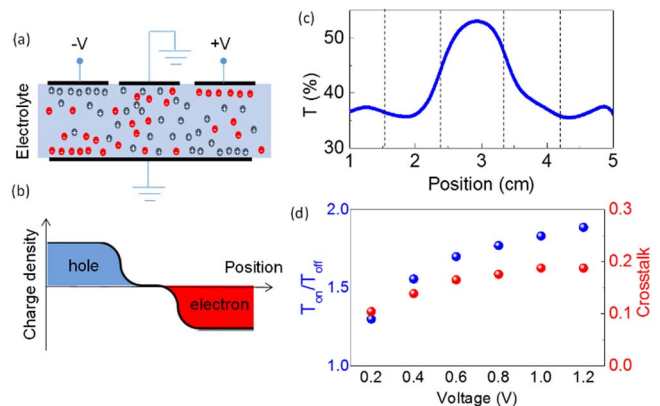 (a)
-V
+V
Electrolyte
(b)
Charge density
hole
Position
electron
(c)
T (%)
50
40
30
1
2
3
4
5
Position (cm)
(d)
Ton/Toff
2.0
1.5
1.0
0.3
0.2
0.1
0.0
Crosstalk
0.2
0.4
0.6
0.8
1.0
1.2
Voltage (V)